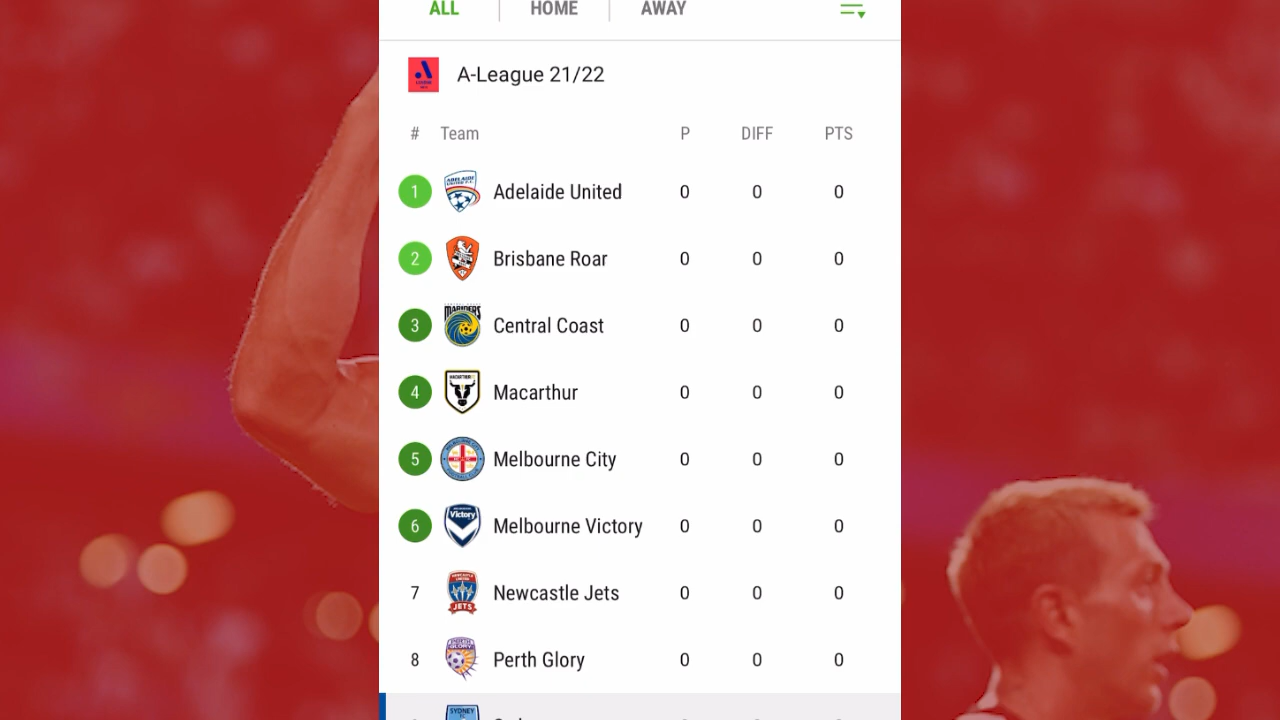 ALL HOME AWAY
A-League 21/22
# Team P DIFF PTS
1 Adelaide United 0 0 0
2 Brisbane Roar 0 0 0
3 Central Coast 0 0 0
4 Macarthur 0 0 0
5 Melbourne City 0 0 0
6 Melbourne Victory 0 0 0
7 Newcastle Jets 0 0 0
8 Perth Glory 0 0 0
SYDNEY